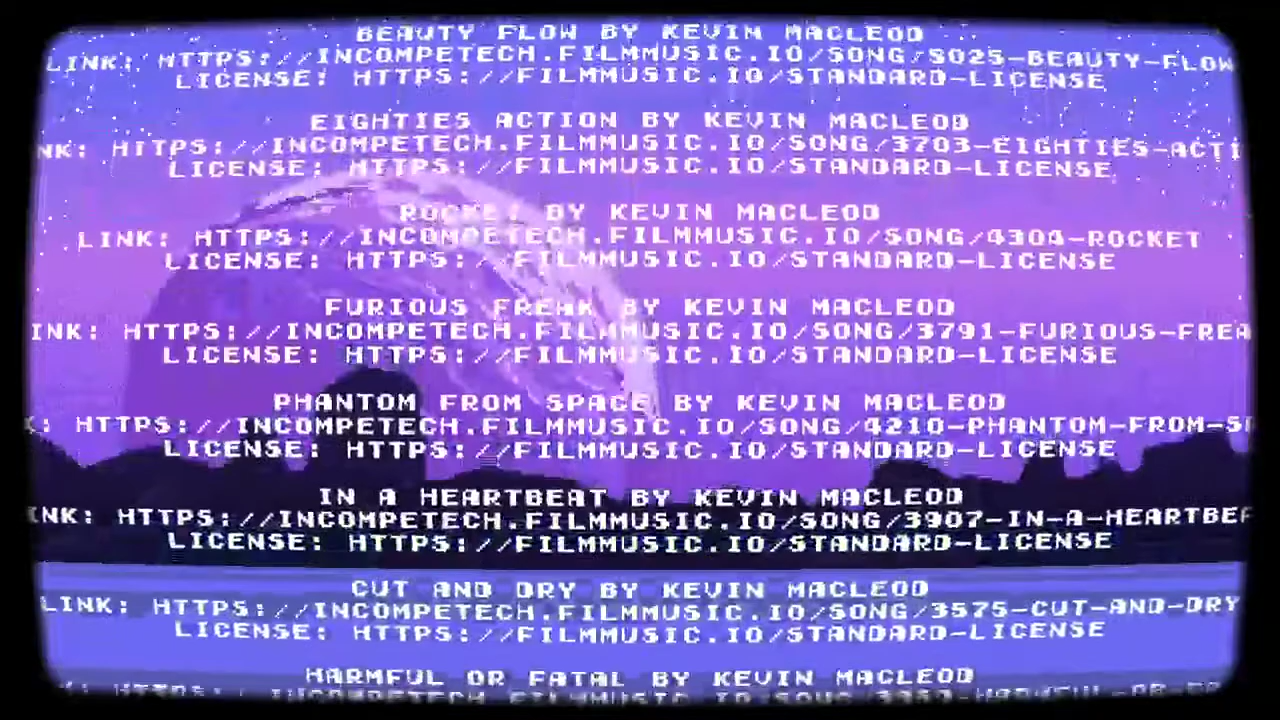 BEAUTY FLOW BY KEVIN MACLEOD
LINK: HTTPS://INCOMPETECH.FILMMUSIC.IO/SONG/5025-BEAUTY-FLOW
LICENSE: HTTPS://FILMMUSIC.IO/STANDARD-LICENSE
EIGHTIES ACTION BY KEVIN MACLEOD
NK: HTTPS://INCOMPETECH.FILMMUSIC.IO/SONG/3703-EIGHTIES-ACTI
LICENSE: HTTPS://FILMMUSIC.IO/STANDARD-LICENSE
ROCKET BY KEVIN MACLEOD
LINK: HTTPS://INCOMPETECH.FILMMUSIC.IO/SONG/4304-ROCKET
LICENSE: HTTPS://FILMMUSIC.IO/STANDARD-LICENSE
FURIOUS FREAK BY KEVIN MACLEOD
INK: HTTPS://INCOMPETECH.FILMMUSIC.IO/SONG/3791-FURIOUS-FREA
LICENSE: HTTPS://FILMMUSIC.IO/STANDARD-LICENSE
PHANTOM FROM SPACE BY KEVIN MACLEOD
K: HTTPS://INCOMPETECH.FILMMUSIC.IO/SONG/4210-PHANTOM-FROM-SP
LICENSE: HTTPS://FILMMUSIC.IO/STANDARD-LICENSE
IN A HEARTBEAT BY KEVIN MACLEOD
INK: HTTPS://INCOMPETECH.FILMMUSIC.IO/SONG/3907-IN-A-HEARTBEA
LICENSE: HTTPS://FILMMUSIC.IO/STANDARD-LICENSE
CUT AND DRY BY KEVIN MACLEOD
LINK: HTTPS://INCOMPETECH.FILMMUSIC.IO/SONG/3575-CUT-AND-DRY
LICENSE: HTTPS://FILMMUSIC.IO/STANDARD-LICENSE
HARMFUL OR FATAL BY KEVIN MACLEOD